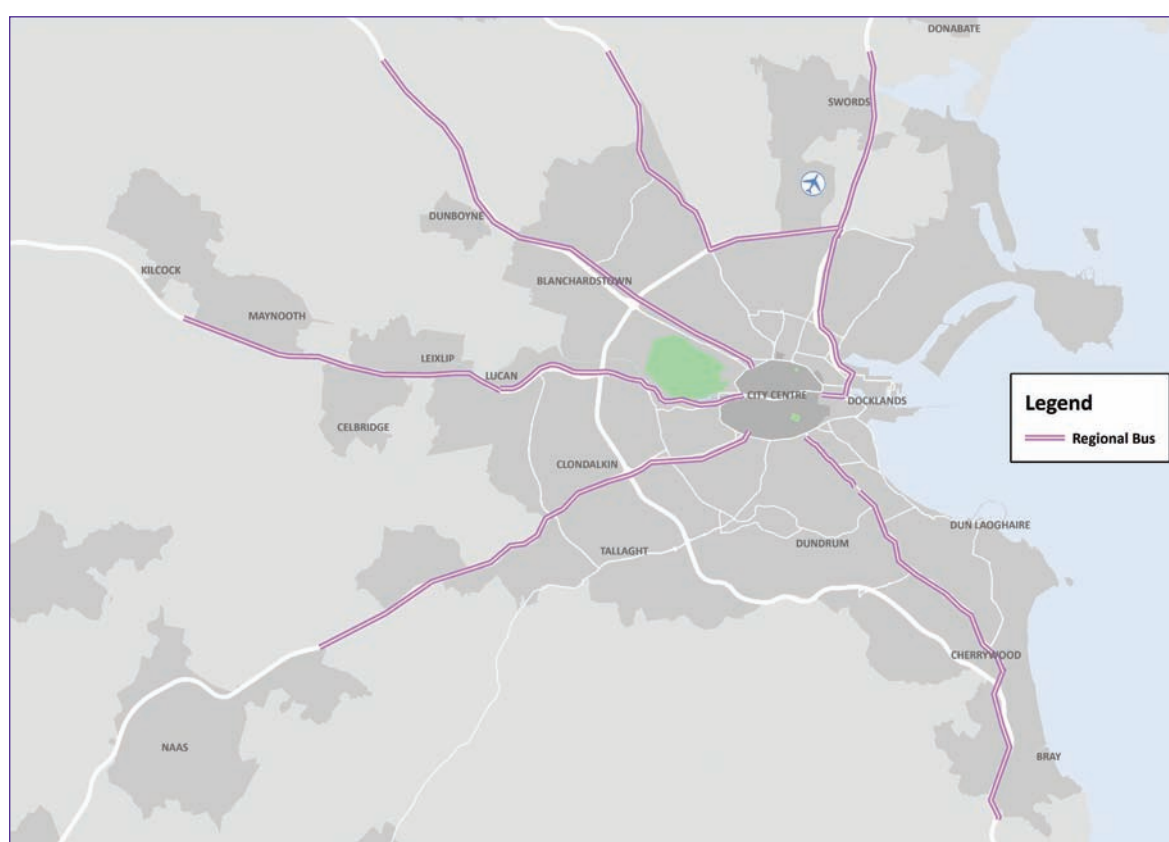 DONABATE
SWORDS
DUNBOYNE
KILCOCK
BLANCHARDSTOWN
MAYNOOTH
LEIXLIP
LUCAN
CITY CENTRE
DOCKLANDS
CELBRIDGE
Legend
Regional Bus
CLONDALKIN
DUN LAOGHAIRE
TALLAGHT
DUNDRUM
CHERRYWOOD
NAAS
BRAY